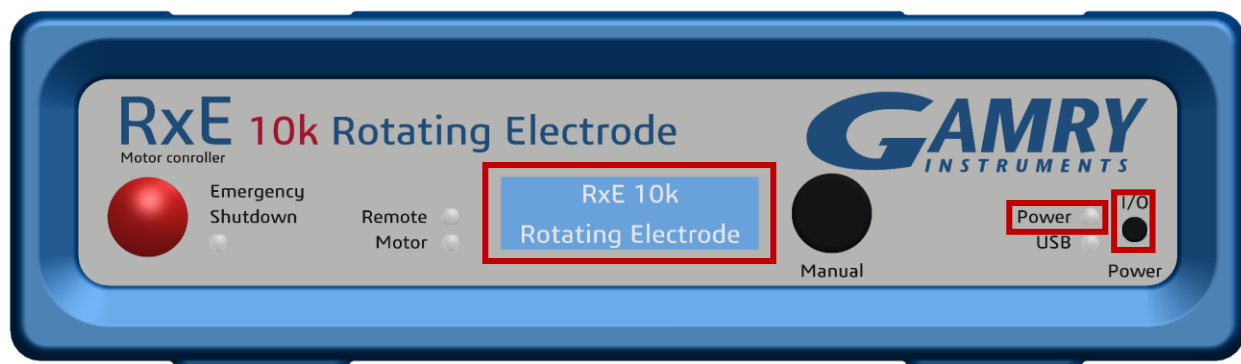 RxE 10k Rotating Electrode
Motor conroller
GAMRY
INSTRUMENTS
Emergency
Shutdown
Remote
Motor
RxE 10k
Rotating Electrode
Manual
Power
USB
I/O
Power